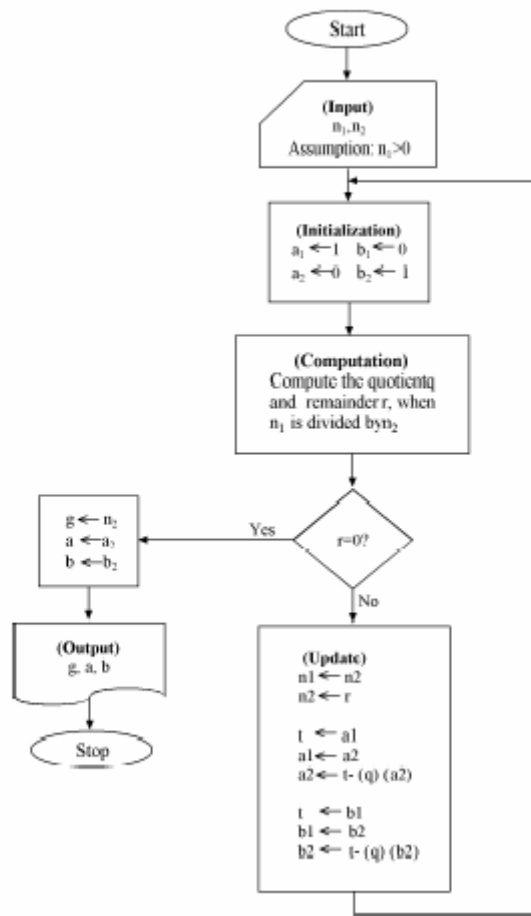 Start
(Input)
n₁,n₂
Assumption: n₁>0
(Initialization)
a₁ ←1 b₁← 0
a₂ ←0 b₂← 1
(Computation)
Compute the quotientq
and remainder r, when
n₁ is divided byn₂
r=0?
Yes
g ← n₂
a ←a₂
b ←b₂
(Output)
g, a, b
Stop
No
(Update)
n1 ← n2
n2 ← r
t ← a1
a1 ← a2
a2 ← t- (q) (a2)
t ← b1
b1 ← b2
b2 ← t- (q) (b2)